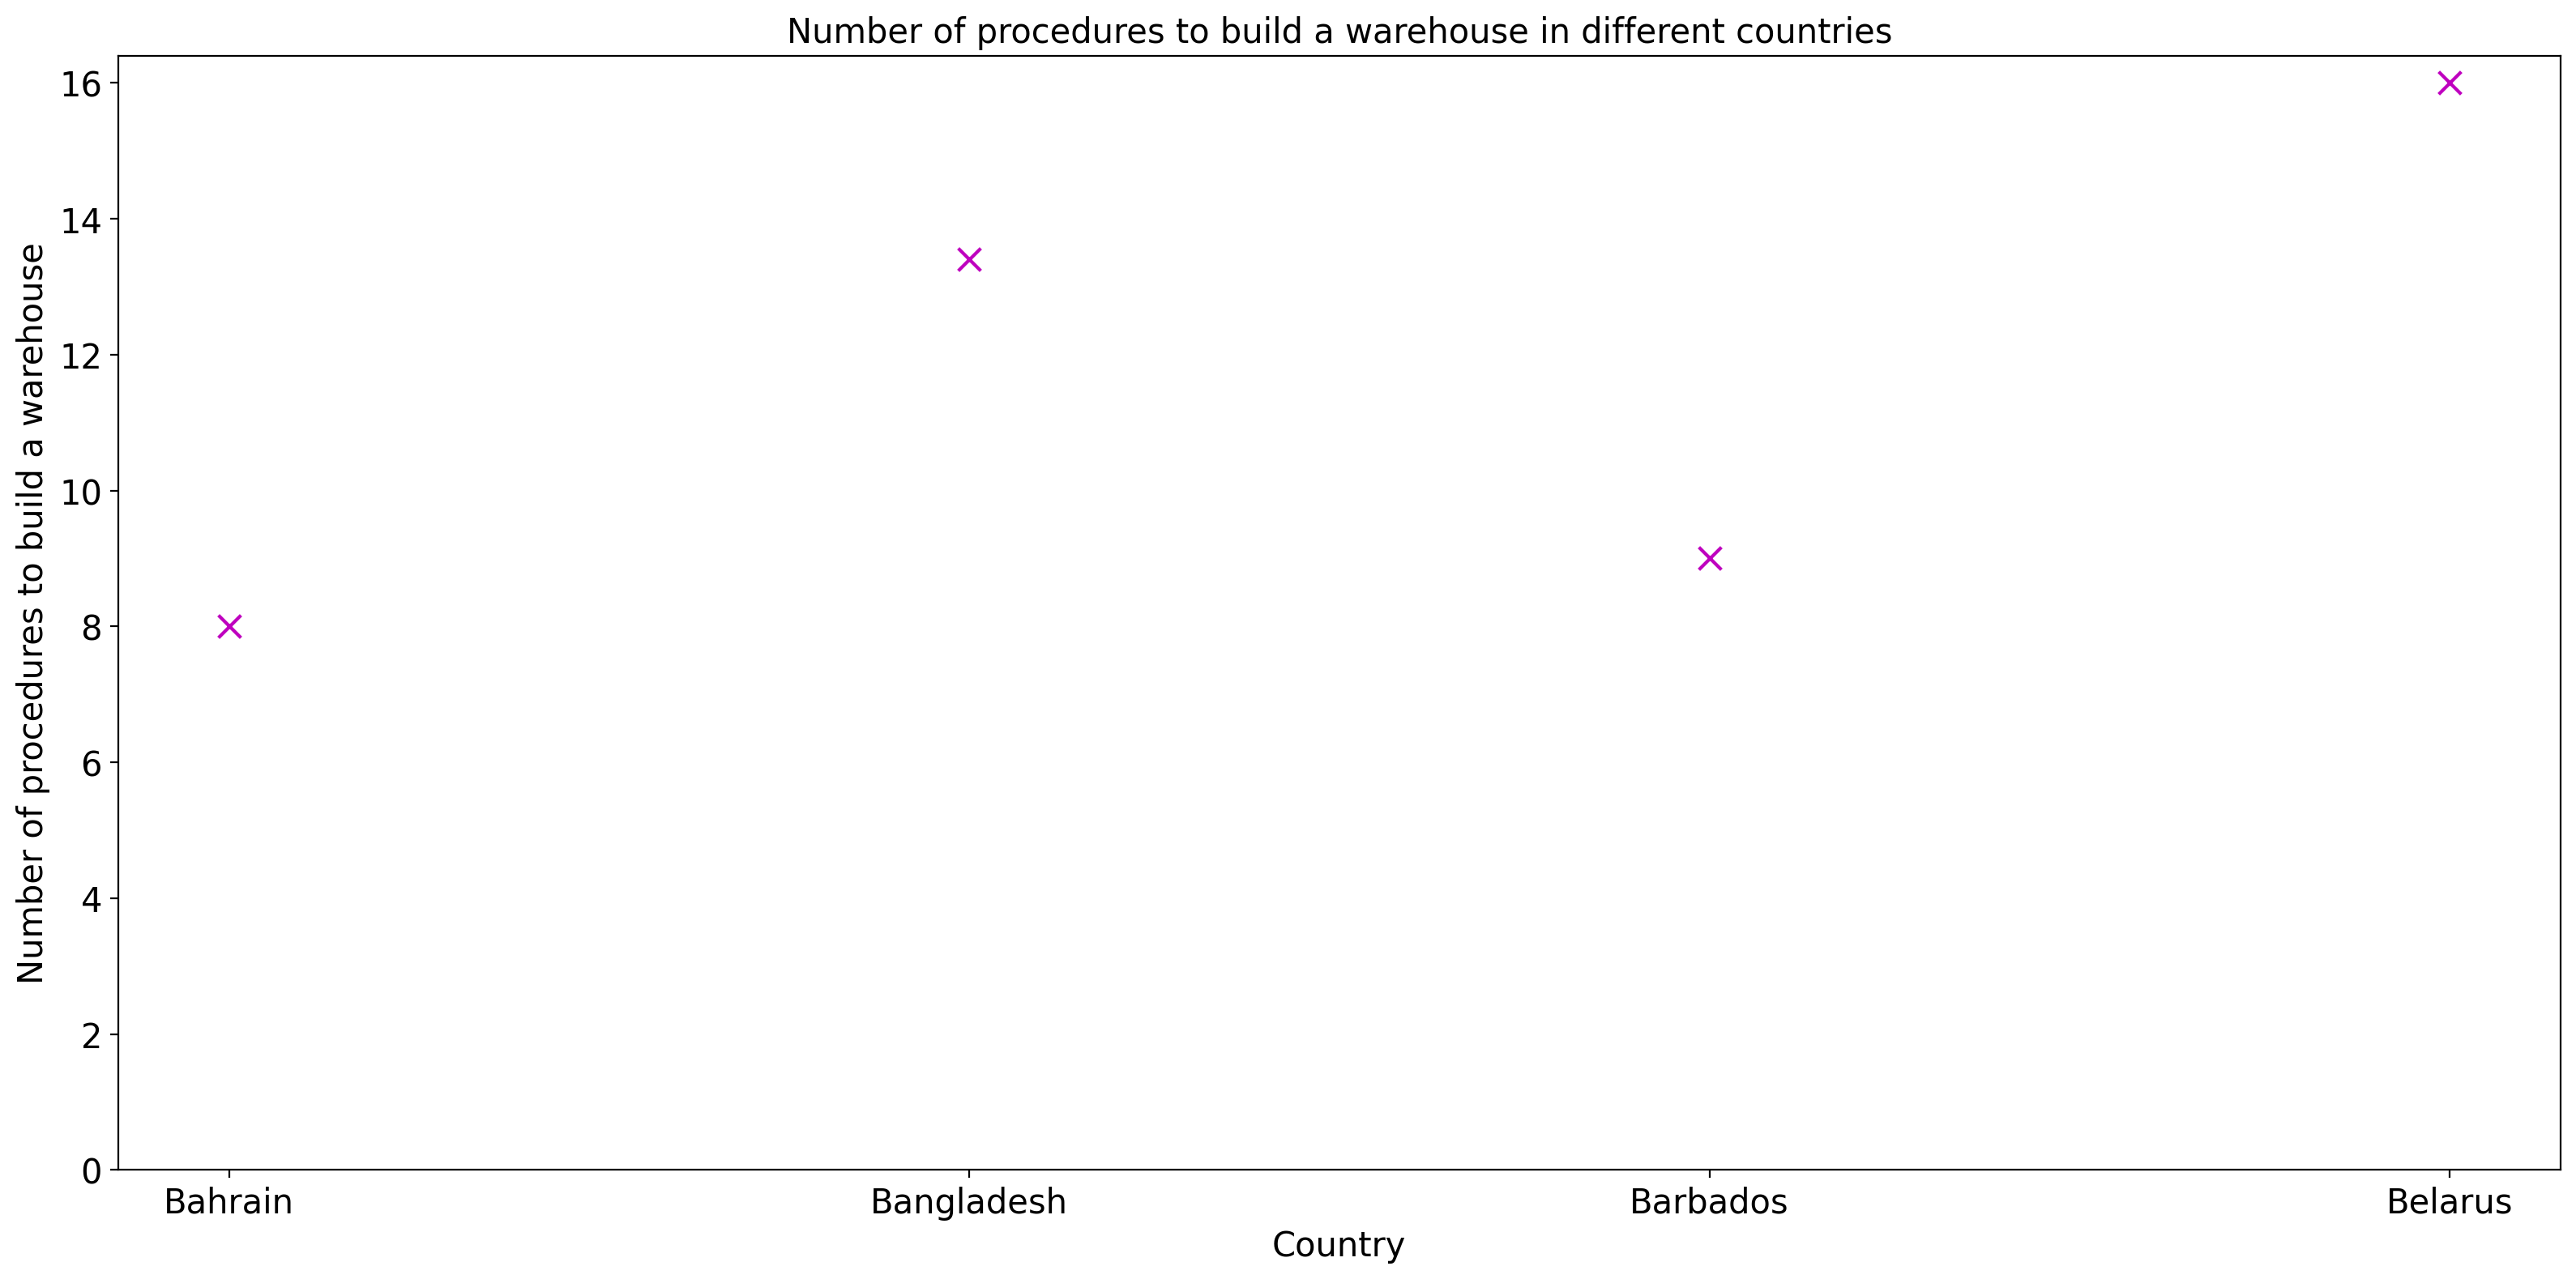 Number of procedures to build a warehouse in different countries
Number of procedures to build a warehouse
16
14
12
10
8
6
4
2
0
Bahrain Bangladesh Barbados Belarus
Country